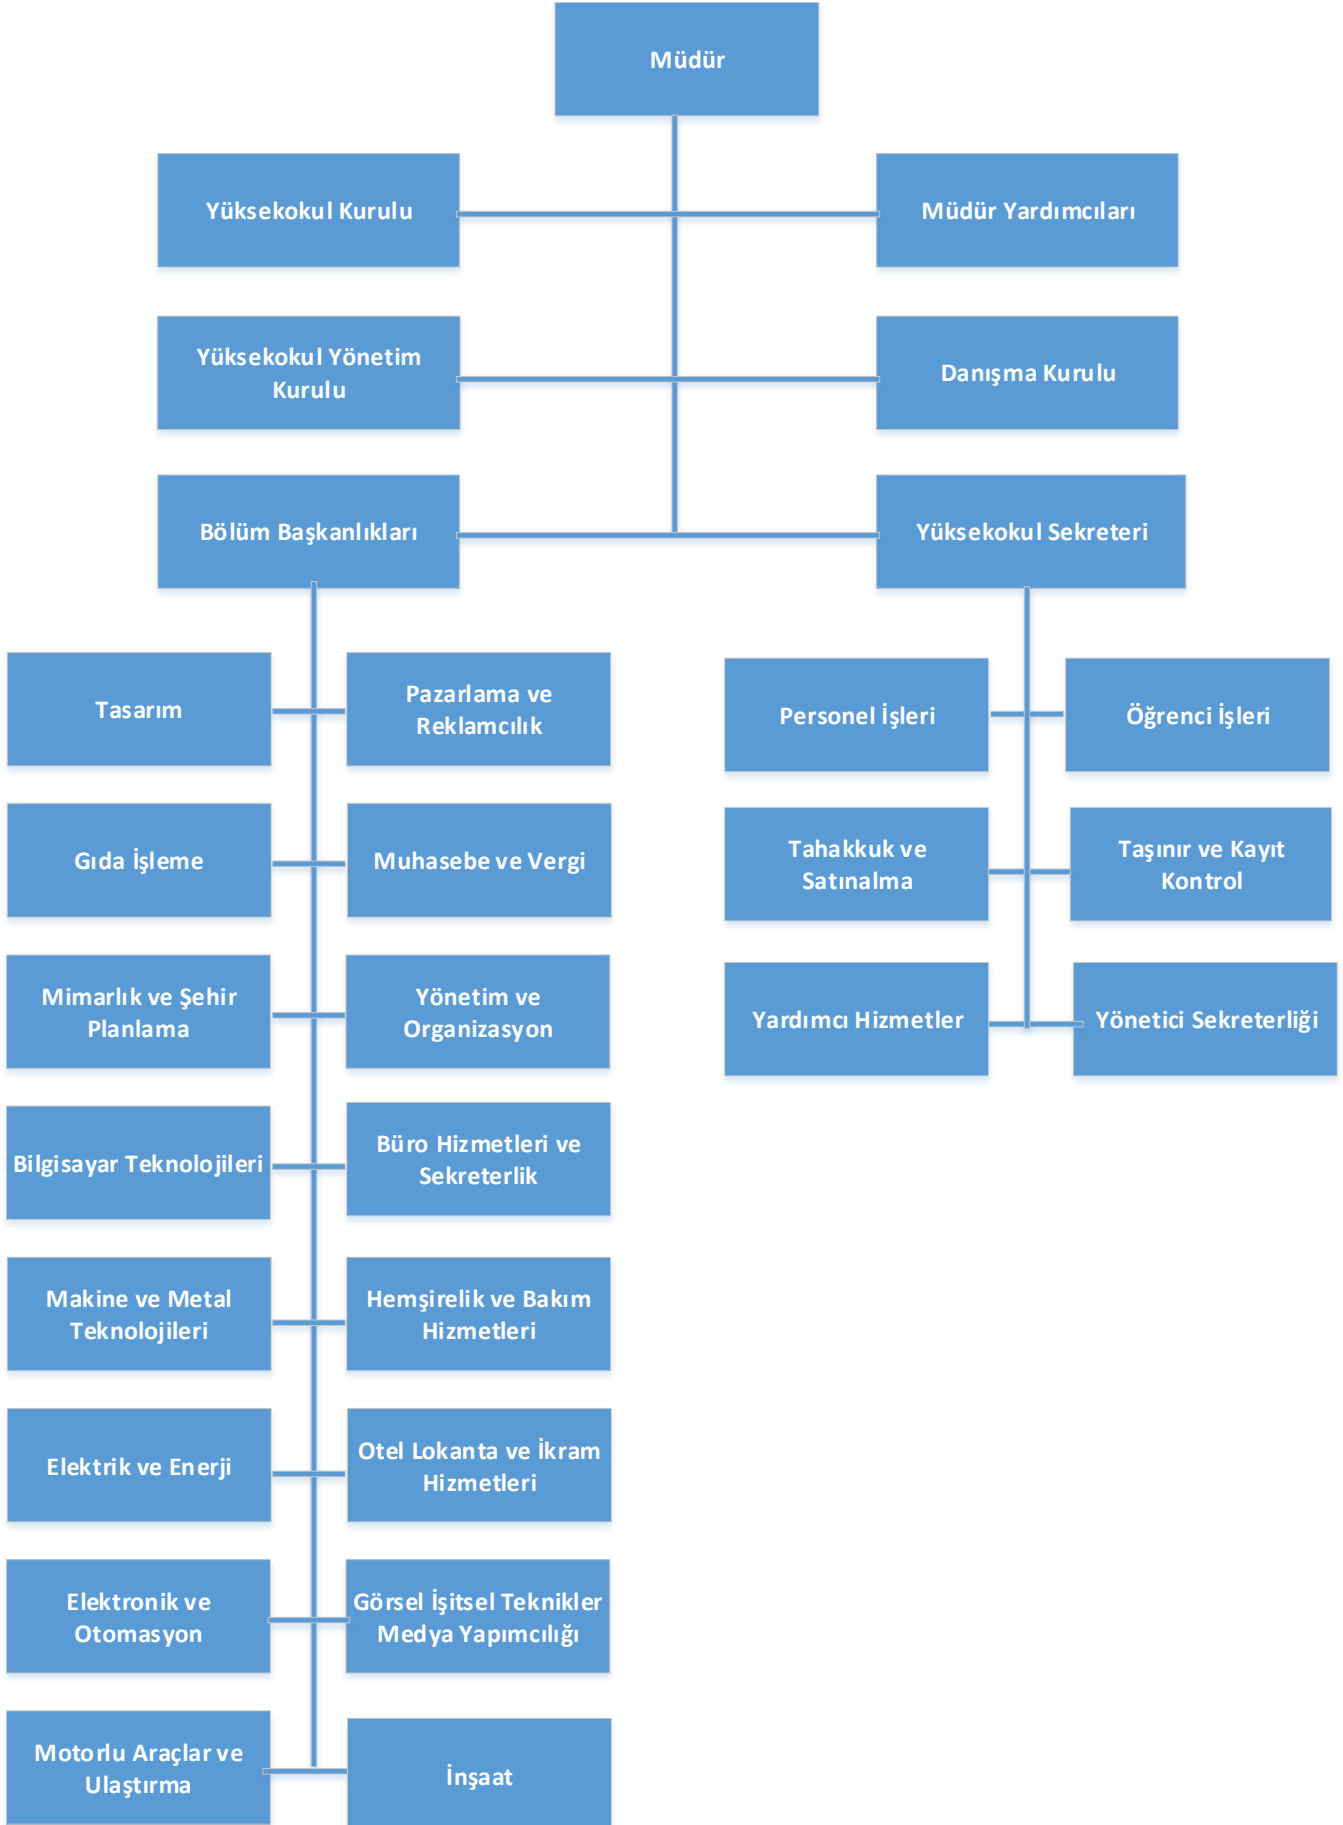 Müdür
Yüksekokul Kurulu
Müdür Yardımcıları
Yüksekokul Yönetim
Kurulu
Danışma Kurulu
Bölüm Başkanlıkları
Yüksekokul Sekreteri
Tasarım
Pazarlama ve
Reklamcılık
Personel İşleri
Öğrenci İşleri
Gıda İşleme
Muhasebe ve Vergi
Tahakkuk ve
Satınalma
Taşınır ve Kayıt
Kontrol
Mimarlık ve Şehir
Planlama
Yönetim ve
Organizasyon
Yardımcı Hizmetler
Yönetici Sekreterliği
Bilgisayar Teknolojileri
Büro Hizmetleri ve
Sekreterlik
Makine ve Metal
Teknolojileri
Hemşirelik ve Bakım
Hizmetleri
Elektrik ve Enerji
Otel Lokanta ve İkram
Hizmetleri
Elektronik ve
Otomasyon
Görsel İşitsel Teknikler
Medya Yapımcılığı
Motorlu Araçlar ve
Ulaştırma
İnşaat